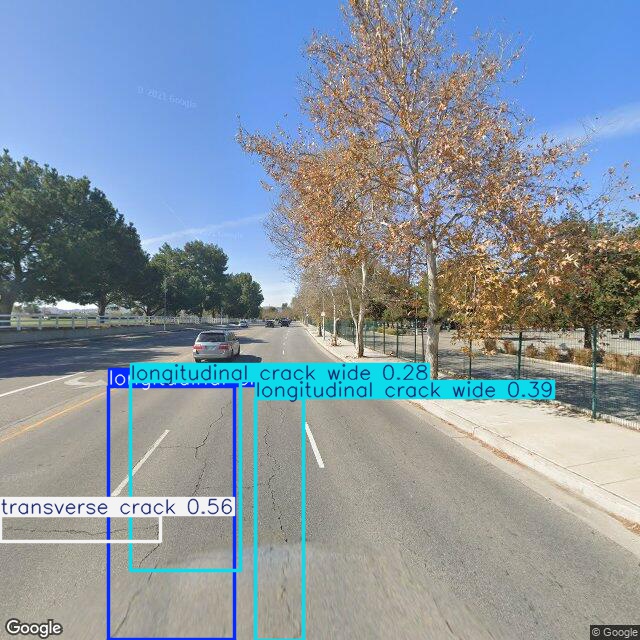 © 2021 Google
longitudinal crack wide 0.28
longitudinal crack wide 0.39
transverse crack 0.56
Google
© Google